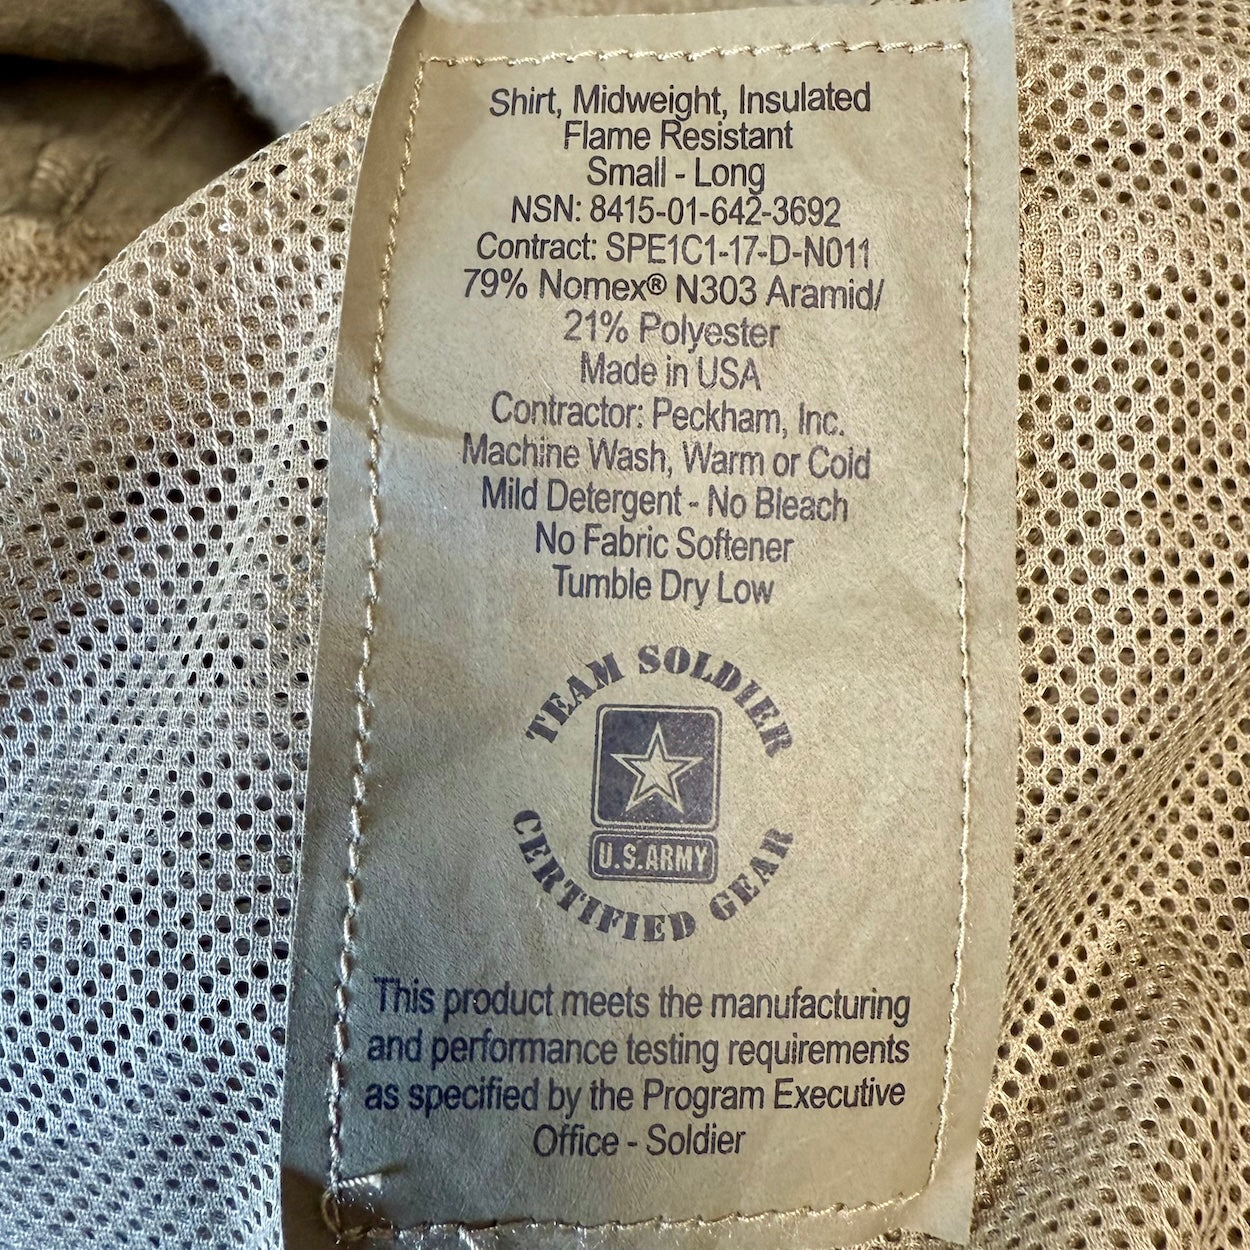 Shirt, Midweight, Insulated
Flame Resistant
Small - Long
NSN: 8415-01-642-3692
Contract: SPE1C1-17-D-N011
79% Nomex® N303 Aramid/
21% Polyester
Made in USA
Contractor: Peckham, Inc.
Machine Wash, Warm or Cold
Mild Detergent - No Bleach
No Fabric Softener
Tumble Dry Low
TEAM SOLDIER
U.S.ARMY
CERTIFIED GEAR
This product meets the manufacturing
and performance testing requirements
as specified by the Program Executive
Office - Soldier